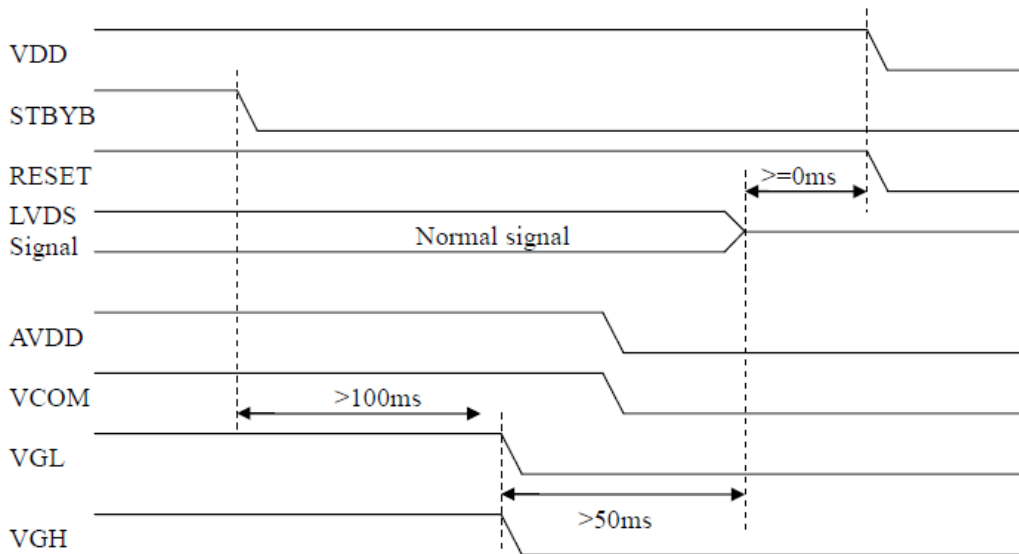 VDD
STBYB
RESET
>=0ms
LVDS
Signal
Normal signal
AVDD
VCOM
>100ms
VGL
>50ms
VGH